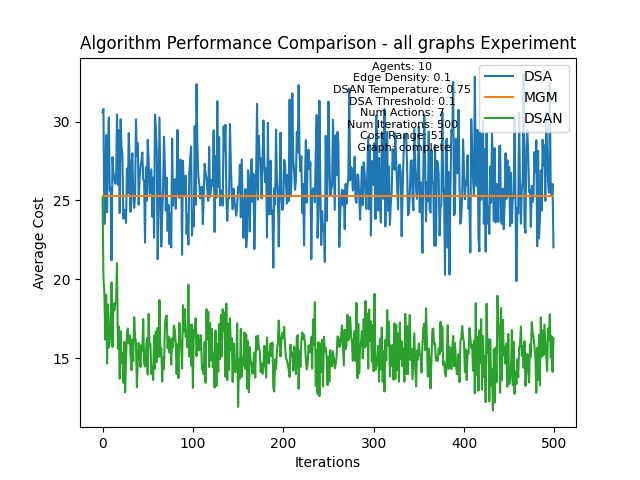 Algorithm Performance Comparison - all graphs Experiment
Agents: 10
Edge Density: 0.1
DSAN Temperature: 0.75
DSA Threshold: 0.1
Num Actions: 7
Num Iterations: 500
Cost Range: 51
Graph: complete
DSA
MGM
DSAN
Average Cost
30
25
20
15
0
100
200
300
400
500
Iterations